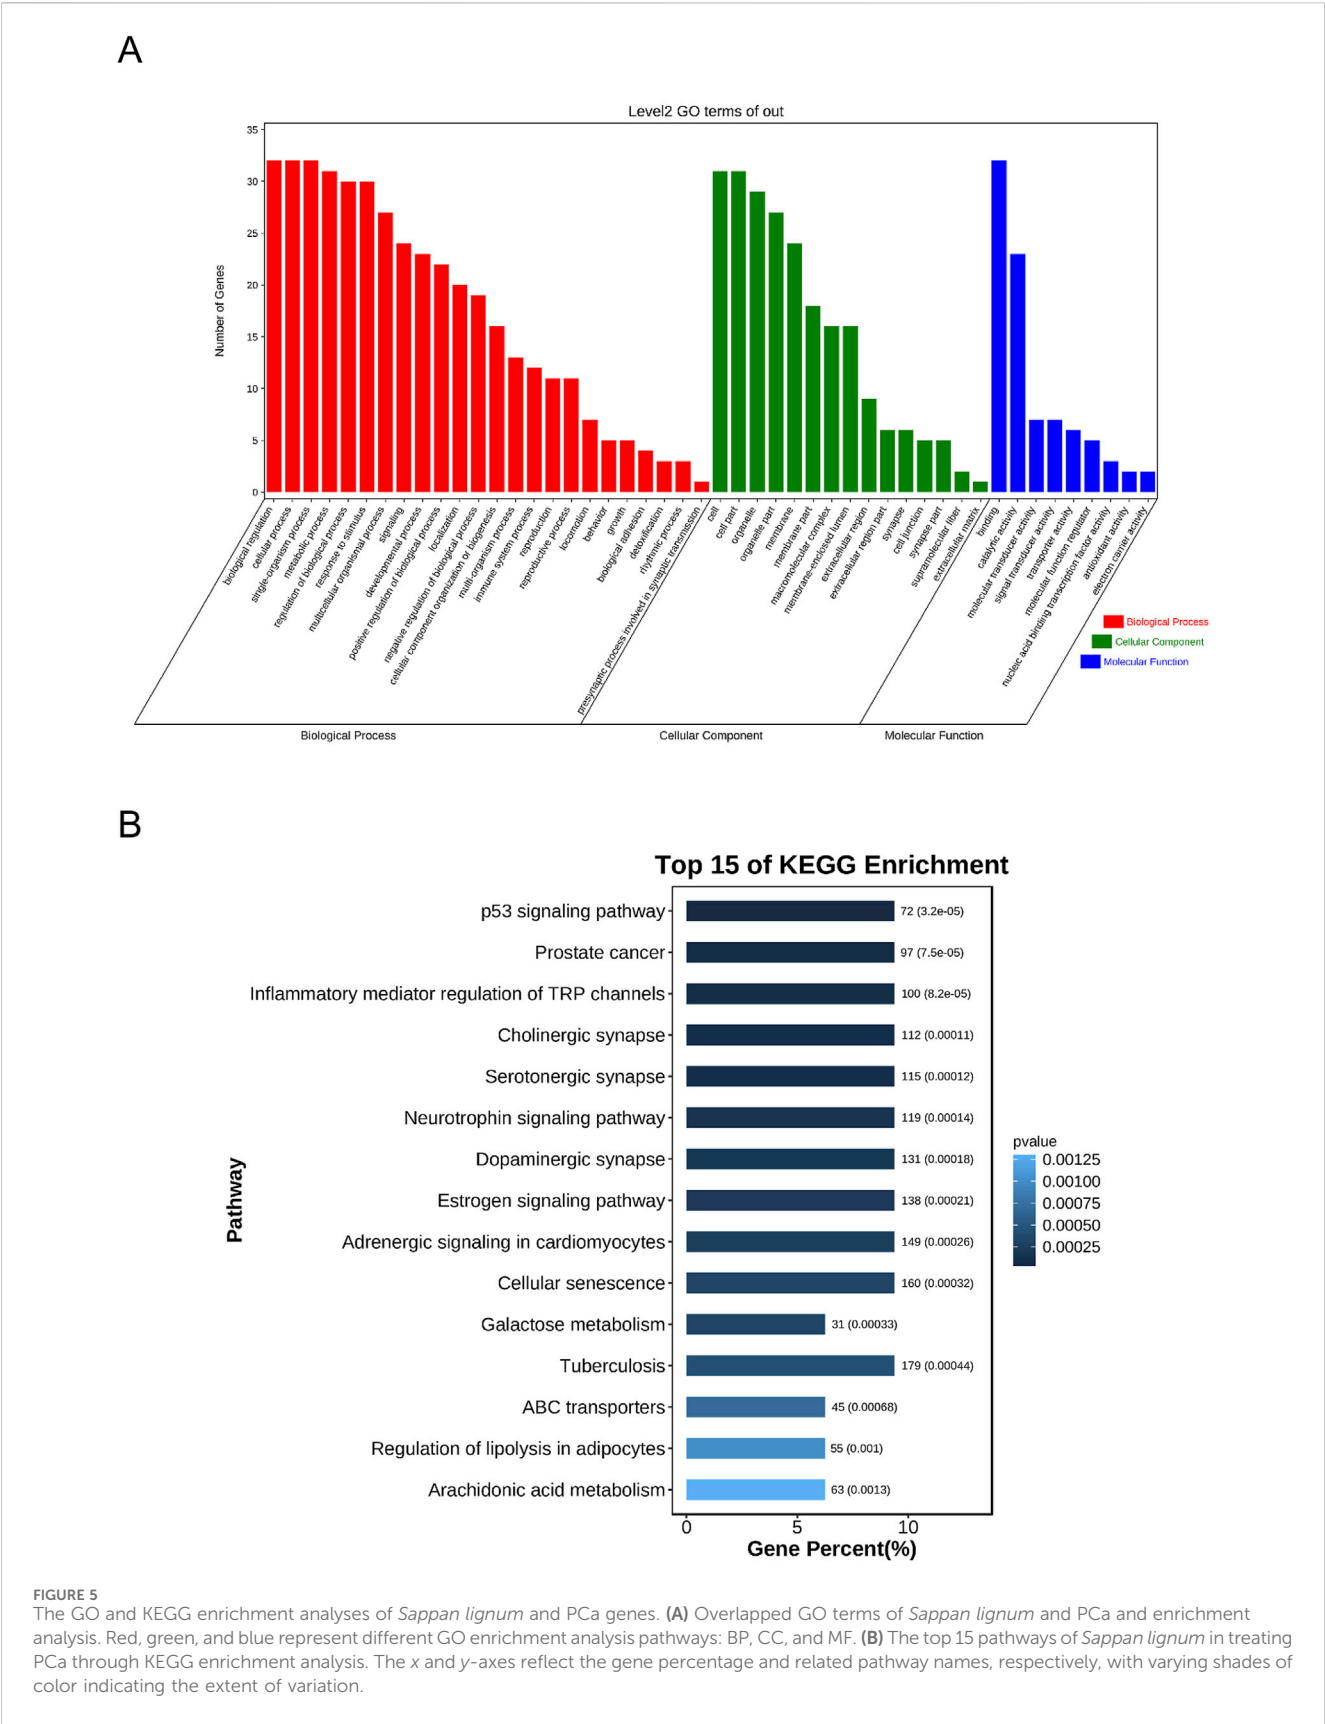 A
Level2 GO terms of out
Number of Genes
35
30
25
20
15
10
5
0
biological regulation
cellular process
single-organism process
metabolic process
regulation of biological process
response to stimulus
multicellular organismal process
signaling
developmental process
positive regulation of biological process
localization
negative regulation of biological process
cellular component organization or biogenesis
multi-organism process
immune system process
reproduction
reproductive process
locomotion
behavior
growth
biological adhesion
detoxification
rhythmic process
presynaptic process involved in synaptic transmission
cell
cell part
organelle
organelle part
membrane
membrane part
macromolecular complex
membrane-enclosed lumen
extracellular region
extracellular region part
synapse
cell junction
synapse part
supramolecular fiber
extracellular matrix
binding
catalytic activity
molecular transducer activity
signal transducer activity
transporter activity
molecular function regulator
nucleic acid binding transcription factor activity
antioxidant activity
electron carrier activity
Biological Process
Cellular Component
Molecular Function
Biological Process
Cellular Component
Molecular Function
B
Top 15 of KEGG Enrichment
Pathway
p53 signaling pathway 72 (3.2e-05)
Prostate cancer 97 (7.5e-05)
Inflammatory mediator regulation of TRP channels 100 (8.2e-05)
Cholinergic synapse 112 (0.00011)
Serotonergic synapse 115 (0.00012)
Neurotrophin signaling pathway 119 (0.00014)
Dopaminergic synapse 131 (0.00018)
Estrogen signaling pathway 138 (0.00021)
Adrenergic signaling in cardiomyocytes 149 (0.00026)
Cellular senescence 160 (0.00032)
Galactose metabolism 31 (0.00033)
Tuberculosis 179 (0.00044)
ABC transporters 45 (0.00068)
Regulation of lipolysis in adipocytes 55 (0.001)
Arachidonic acid metabolism 63 (0.0013)
0 5 10
Gene Percent(%)
pvalue
0.00125
0.00100
0.00075
0.00050
0.00025
FIGURE 5
The GO and KEGG enrichment analyses of Sappan lignum and PCa genes. (A) Overlapped GO terms of Sappan lignum and PCa and enrichment
analysis. Red, green, and blue represent different GO enrichment analysis pathways: BP, CC, and MF. (B) The top 15 pathways of Sappan lignum in treating
PCa through KEGG enrichment analysis. The x and y-axes reflect the gene percentage and related pathway names, respectively, with varying shades of
color indicating the extent of variation.